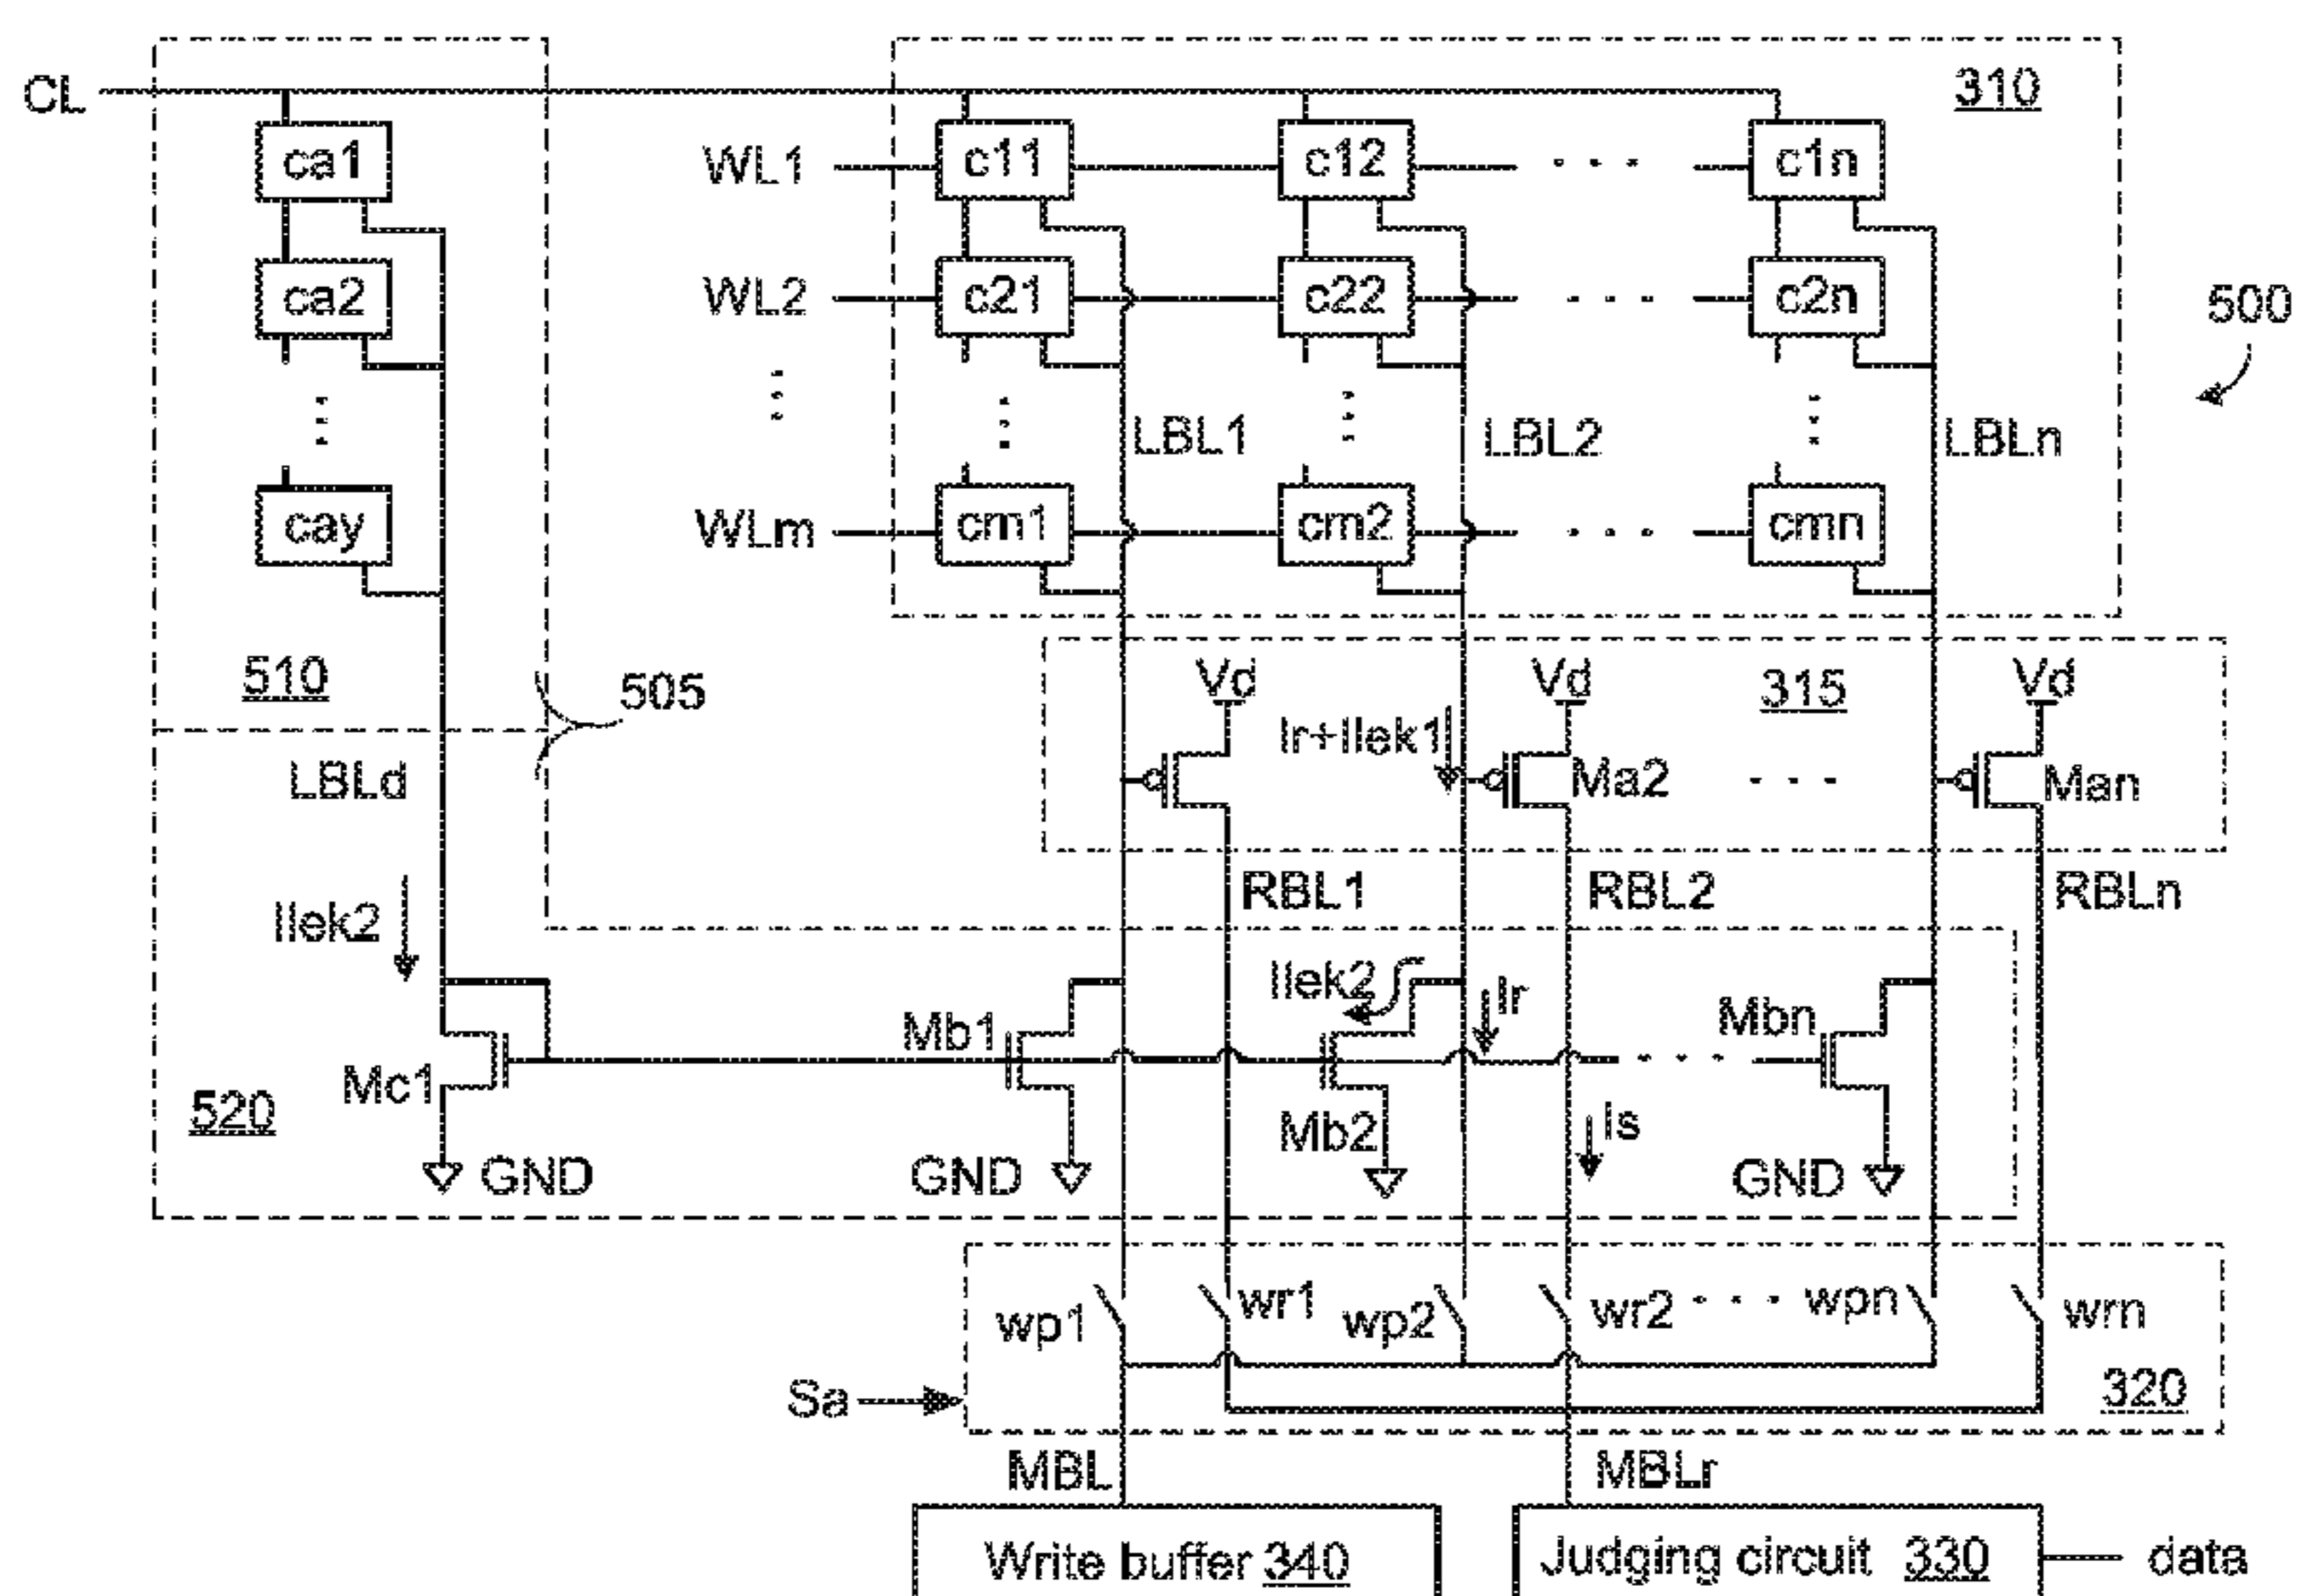 CL
310
ca1
WL1
c11
c12
· · ·
c1n
ca2
WL2
c21
c22
· · ·
c2n
500
LBL1
LBL2
LBLn
cay
WLm
cm1
cm2
· · ·
cmn
510
505
Vd
Vd
315
Vd
Ir+Ilek1
LBLd
Ma2
· · ·
Man
RBL1
RBL2
RBLn
Ilek2
Ilek2
Ir
Mb1
Mbn
· · ·
Mc1
520
Mb2
Is
GND
GND
GND
wp1
wr1
wp2
wr2
· · ·
wpn
wrn
Sa
320
MBL
MBLr
Write buffer 340
Judging circuit 330
data